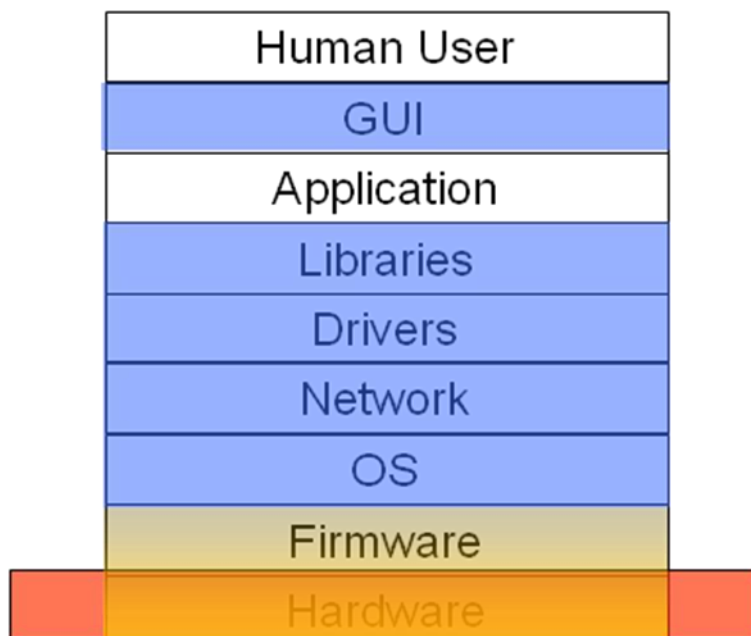 Human User
GUI
Application
Libraries
Drivers
Network
OS
Firmware
Hardware